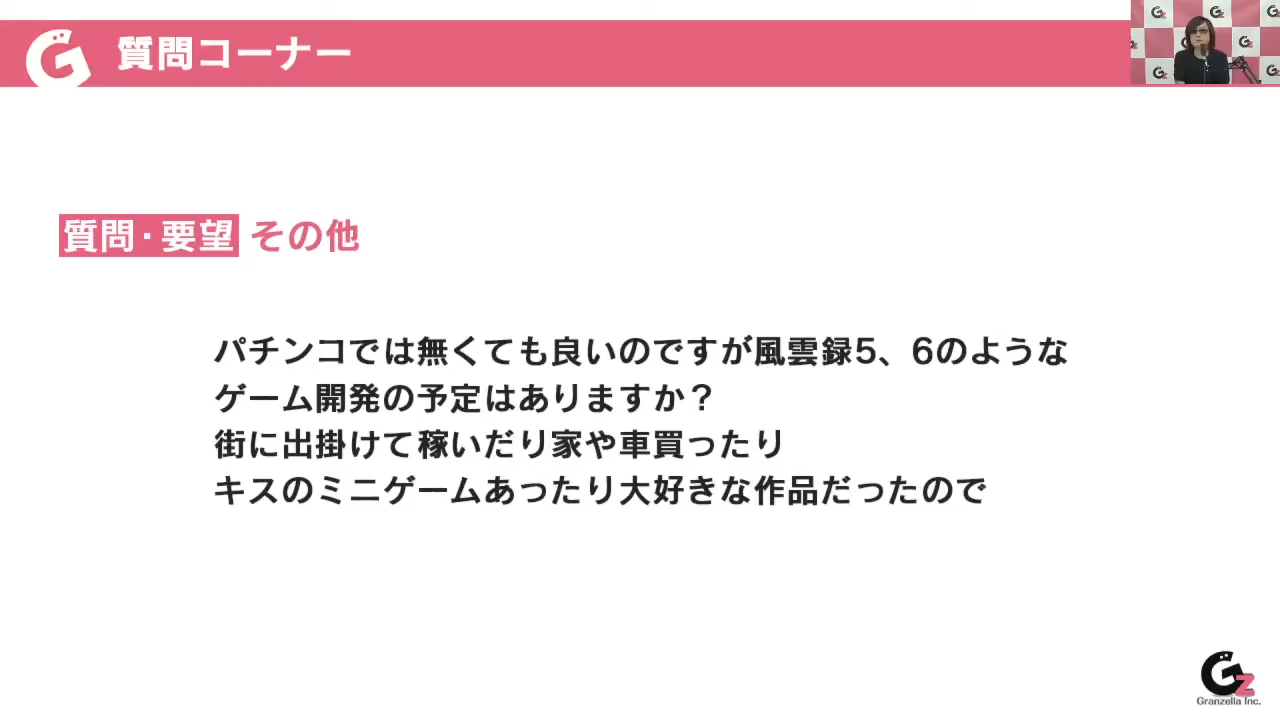 質問コーナー
質問・要望 その他
パチンコでは無くても良いのですが風雲録5、6のような
ゲーム開発の予定はありますか？
街に出掛けて稼いだり家や車買ったり
キスのミニゲームあったり大好きな作品だったので
Gz
Granzella Inc.